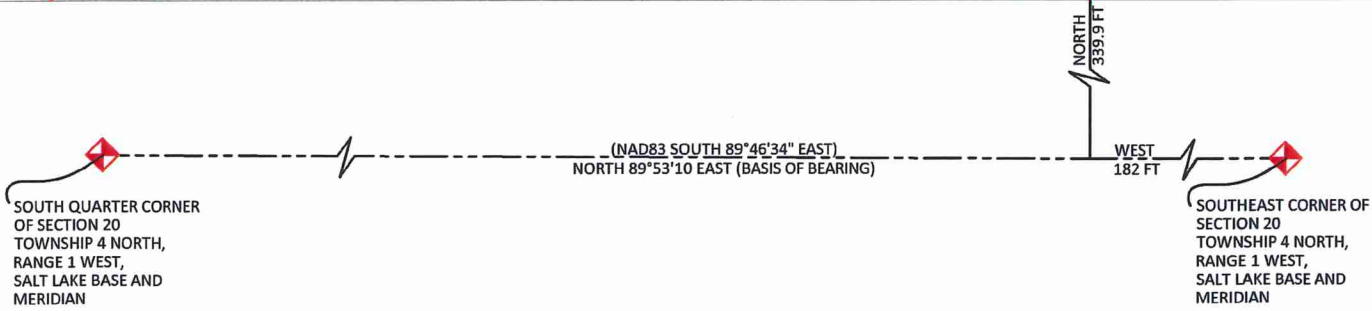 NORTH
339.9 FT
(NAD83 SOUTH 89°46'34" EAST)
NORTH 89°53'10 EAST (BASIS OF BEARING)
WEST
182 FT
SOUTH QUARTER CORNER
OF SECTION 20
TOWNSHIP 4 NORTH,
RANGE 1 WEST,
SALT LAKE BASE AND
MERIDIAN
SOUTHEAST CORNER OF
SECTION 20
TOWNSHIP 4 NORTH,
RANGE 1 WEST,
SALT LAKE BASE AND
MERIDIAN